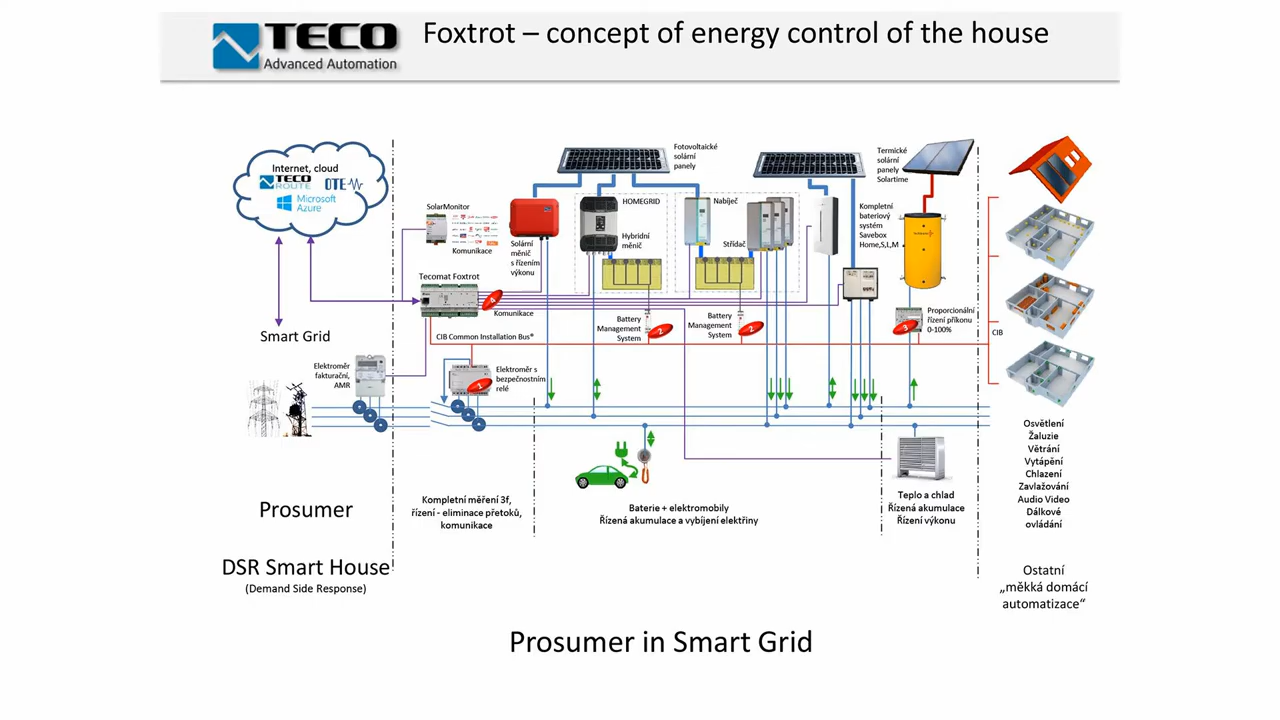 TECO
Advanced Automation
Foxtrot – concept of energy control of the house
Internet, cloud
TECO
ROUTE
OTE
Microsoft
Azure
Smart Grid
Elektroměr
fakturační,
AMR
Prosumer
DSR Smart House
(Demand Side Response)
SolarMonitor
Komunikace
Tecomat Foxtrot
4
Komunikace
CIB Common Installation Bus®
Elektroměr s
bezpečnostním
relé
1
Solární
měnič
s řízením
výkonu
Fotovoltaické
solární
panely
HOMEGRID
Hybridní
měnič
Nabíječ
Střídač
Battery
Management
System
2
Battery
Management
System
2
Termické
solární
panely
Solartime
Kompletní
bateriový
systém
Savebox
Home,S,L,M
Proporcionální
řízení příkonu
0-100%
3
CIB
Kompletní měření 3f,
řízení - eliminace přetoků,
komunikace
Baterie + elektromobily
Řízená akumulace a vybíjení elektřiny
Teplo a chlad
Řízená akumulace
Řízení výkonu
Osvětlení
Žaluzie
Větrání
Vytápění
Chlazení
Zavlažování
Audio Video
Dálkové
ovládání
Ostatní
„měkká domácí
automatizace“
Prosumer in Smart Grid